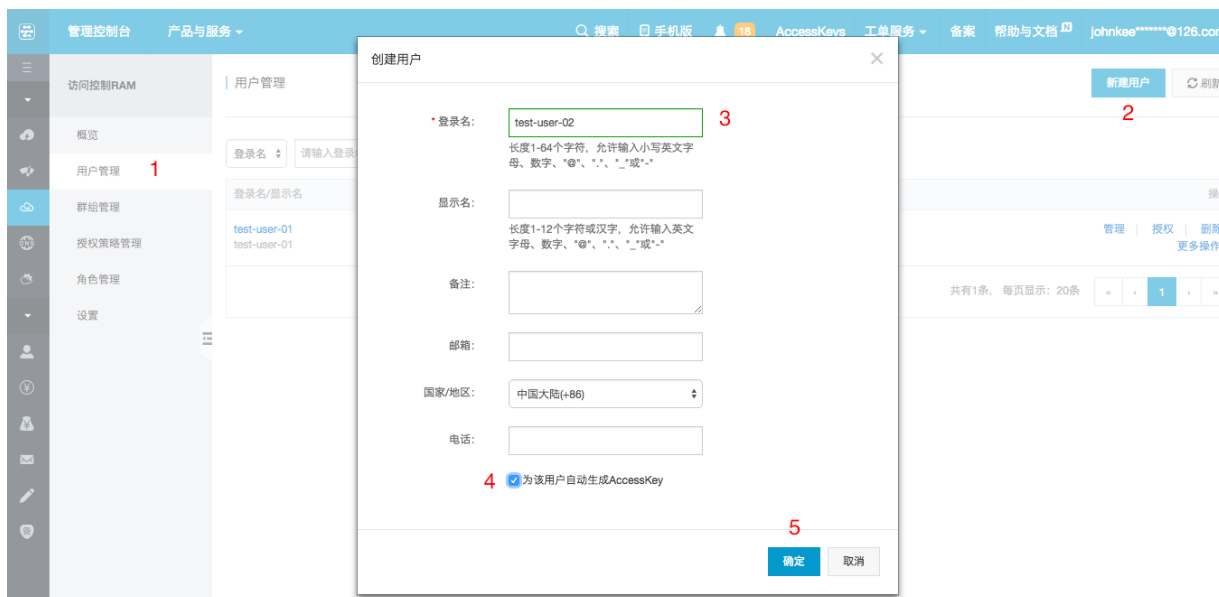 管理控制台 产品与服务 搜索 手机版 18 AccessKeys 工单服务 备案 帮助与文档 N johnkee*******@126.com
访问控制RAM
概览
用户管理 1
群组管理
授权策略管理
角色管理
设置
DNS
用户管理
新建用户 刷新
2
登录名 请输入登录
登录名/显示名
操
test-user-01
test-user-01
管理 | 授权 | 删除
更多操作
共有1条, 每页显示: 20条 « ‹ 1 › »
创建用户
*登录名: test-user-02 3
长度1-64个字符, 允许输入小写英文字
母、数字、"@"、"."、"_"或"-"
显示名:
长度1-12个字符或汉字, 允许输入英文
字母、数字、"@"、"."、"_"或"-"
备注:
邮箱:
国家/地区: 中国大陆(+86)
电话:
4 为该用户自动生成AccessKey
5
确定 取消